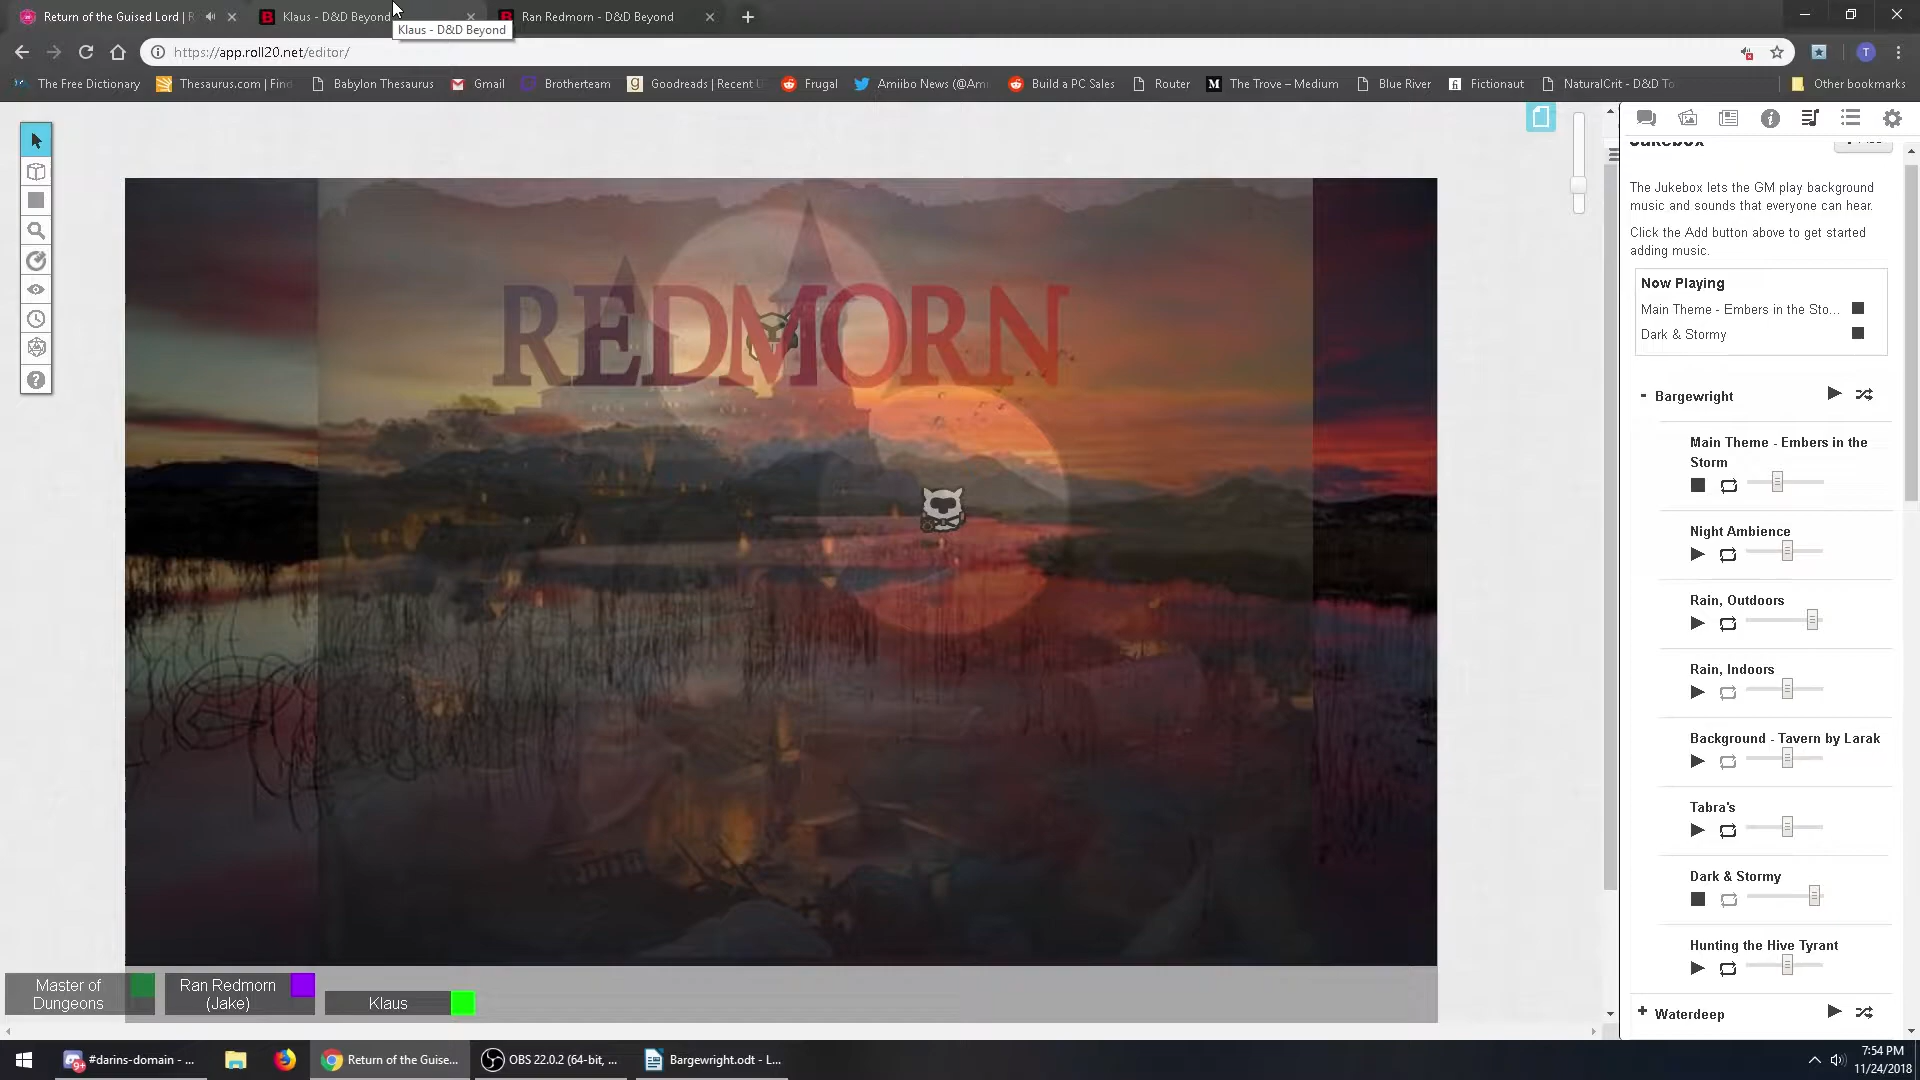 Return of the Guised Lord | R
Klaus - D&D Beyond
Ran Redmorn - D&D Beyond
Klaus - D&D Beyond
https://app.roll20.net/editor/
T
The Free Dictionary
Thesaurus.com | Find
Babylon Thesaurus
Gmail
Brotherteam
Goodreads | Recent U
Frugal
Amiibo News (@Ami
Build a PC Sales
Router
The Trove – Medium
Blue River
Fictionaut
NaturalCrit - D&D To
Other bookmarks
REDMORN
Jukebox
The Jukebox lets the GM play background
music and sounds that everyone can hear.
Click the Add button above to get started
adding music.
Now Playing
Main Theme - Embers in the Sto...
Dark & Stormy
Bargewright
Main Theme - Embers in the
Storm
Night Ambience
Rain, Outdoors
Rain, Indoors
Background - Tavern by Larak
Tabra's
Dark & Stormy
Hunting the Hive Tyrant
Waterdeep
Master of
Dungeons
Ran Redmorn
(Jake)
Klaus
#darins-domain - ...
Return of the Guise...
OBS 22.0.2 (64-bit, ...
Bargewright.odt - L...
7:54 PM
11/24/2018